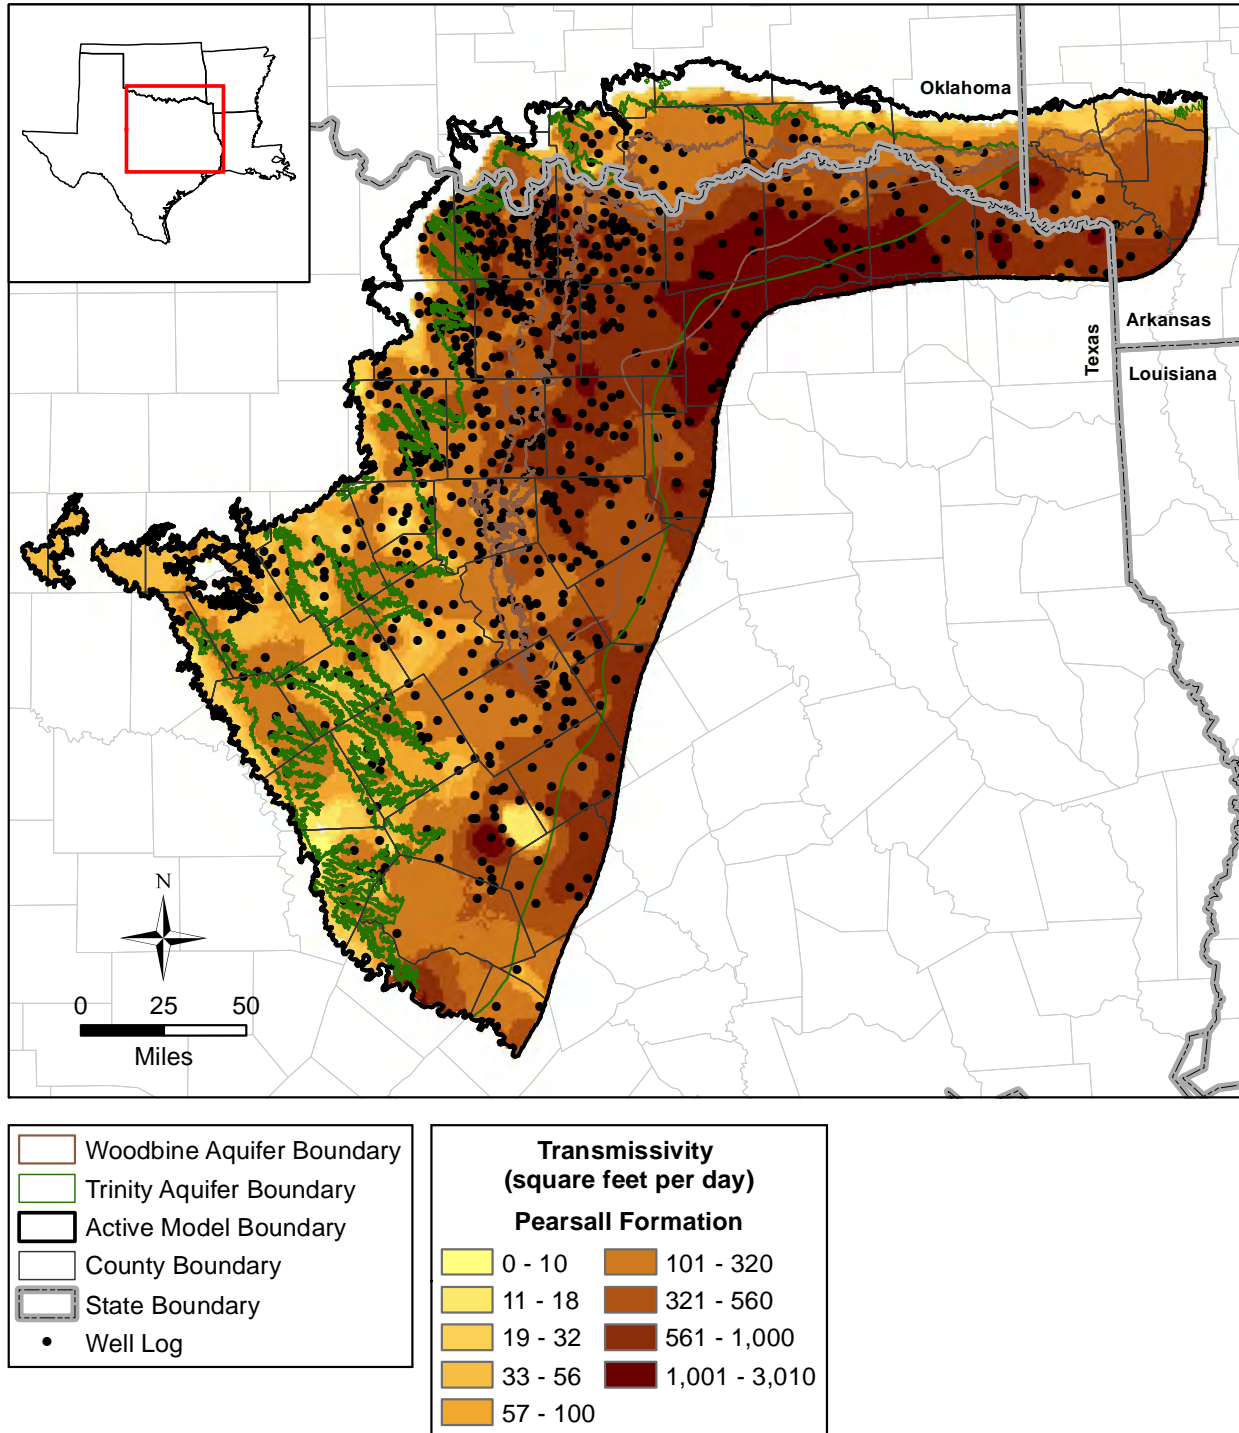 Oklahoma
Texas
Arkansas
Louisiana
N
0 25 50
Miles
Woodbine Aquifer Boundary
Trinity Aquifer Boundary
Active Model Boundary
County Boundary
State Boundary
Well Log
Transmissivity
(square feet per day)
Pearsall Formation
0 - 10
11 - 18
19 - 32
33 - 56
57 - 100
101 - 320
321 - 560
561 - 1,000
1,001 - 3,010